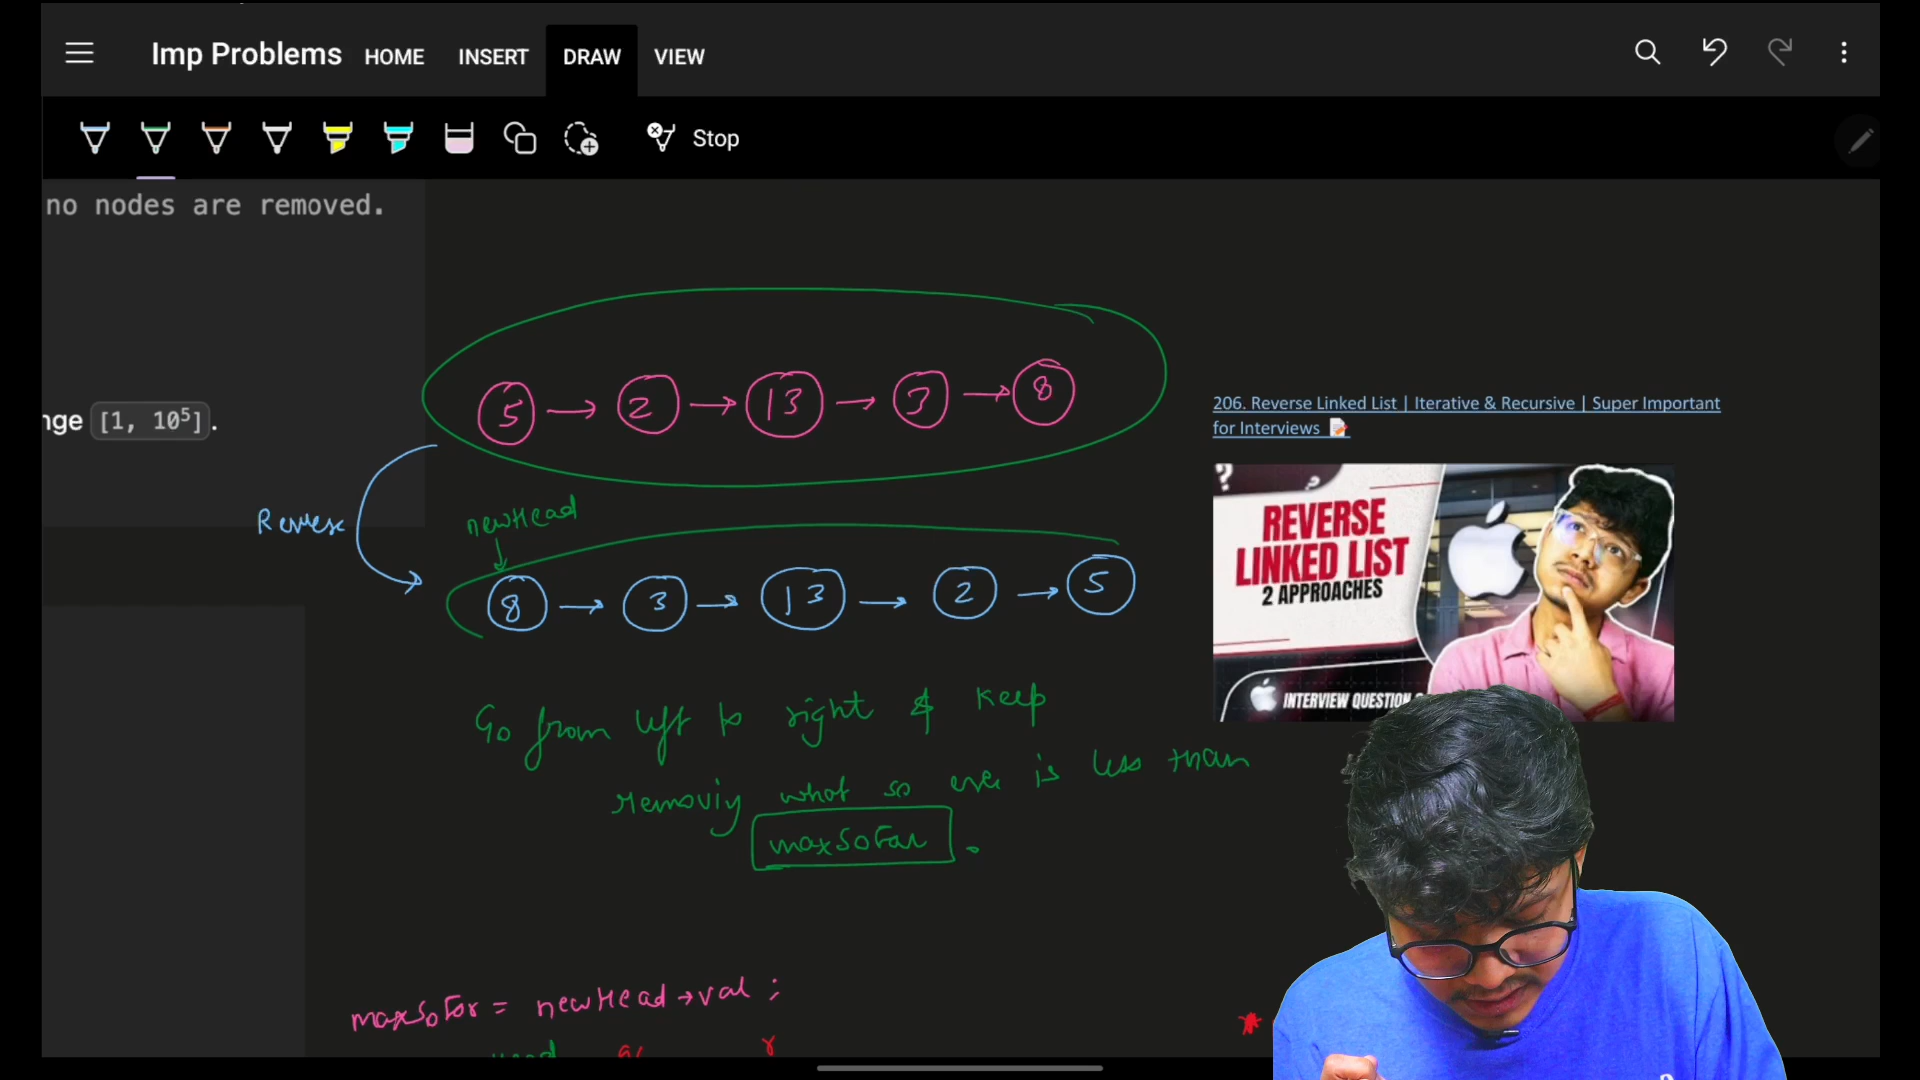 Imp Problems HOME INSERT DRAW VIEW
Stop
no nodes are removed.
nge [1, 10⁵].
5 → 2 → 13 → 3 → 8
206. Reverse Linked List | Iterative & Recursive | Super Important
for Interviews 📝
REVERSE
LINKED LIST
2 APPROACHES
INTERVIEW QUESTION
Reverse
newHead
8 → 3 → 13 → 2 → 5
Go from left to right & keep
removing what so ever is less than
maxSoFar.
maxSoFar = newHead→val ;